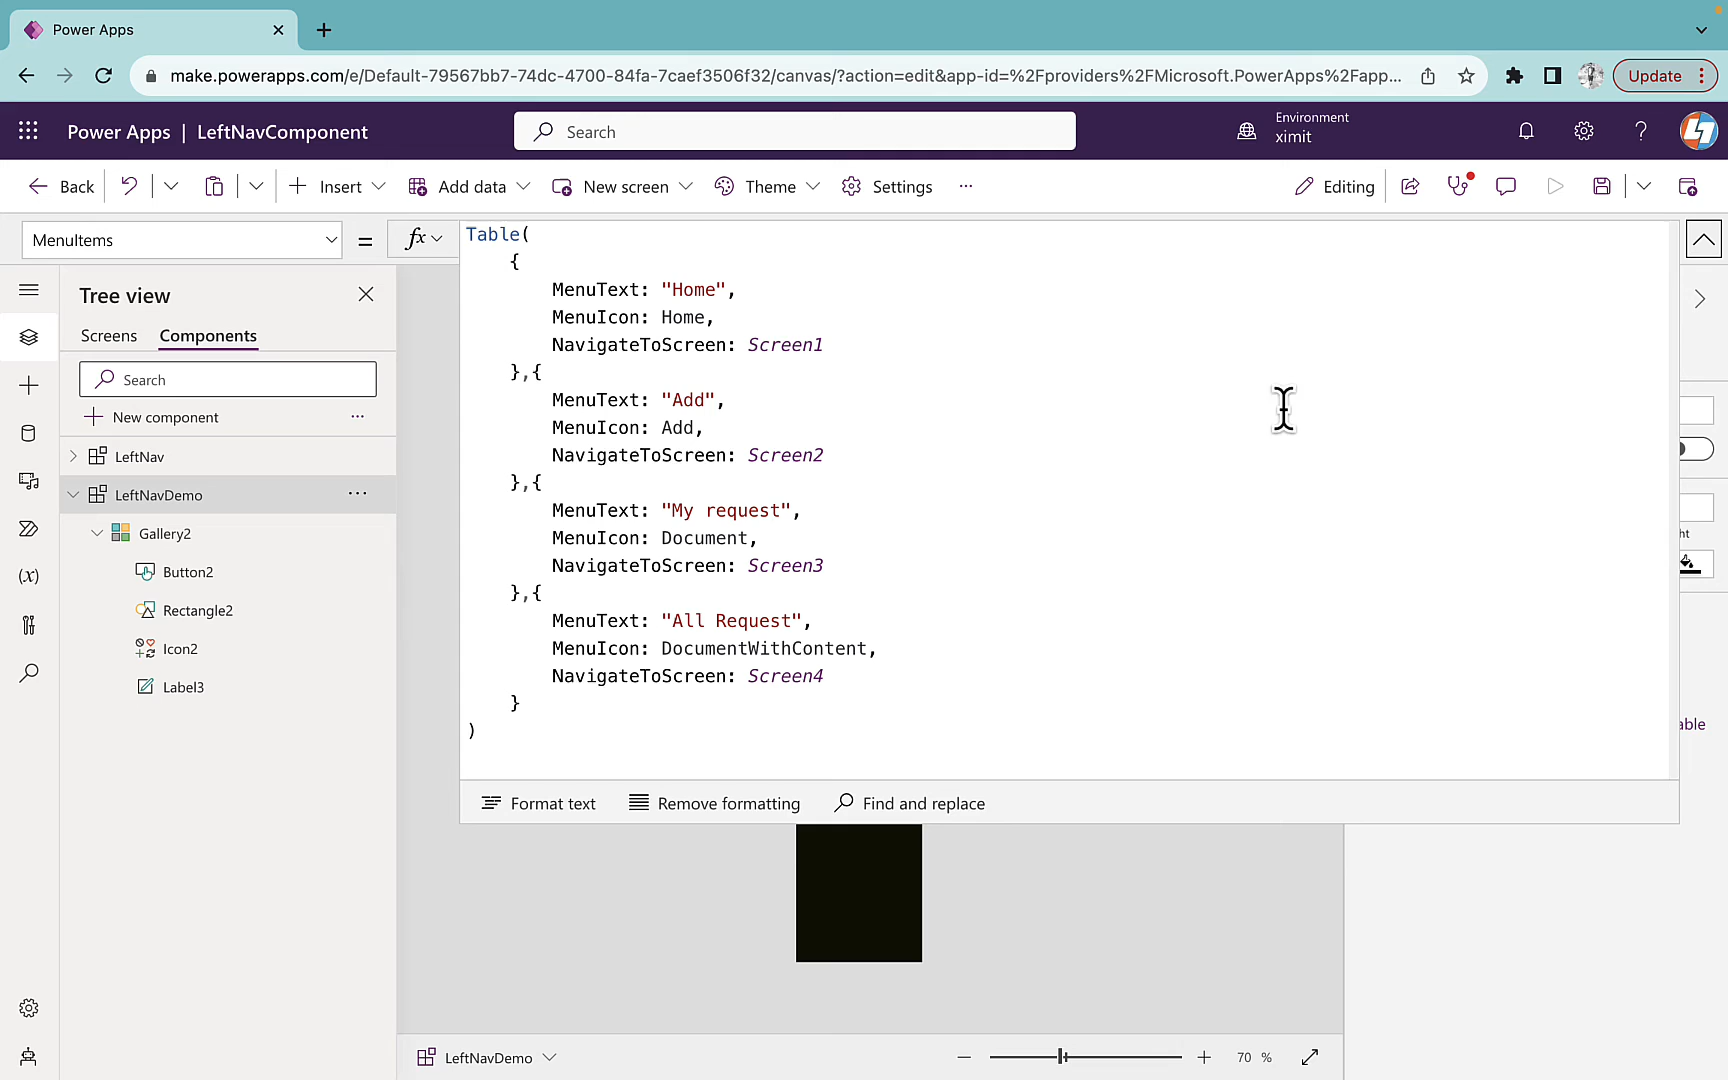 Power Apps
make.powerapps.com/e/Default-79567bb7-74dc-4700-84fa-7caef3506f32/canvas/?action=edit&app-id=%2Fproviders%2FMicrosoft.PowerApps%2Fapp...
Update
Power Apps | LeftNavComponent
Search
Environment
ximit
Back
Insert
Add data
New screen
Theme
Settings
...
Editing
MenuItems
=
fx
Table(
{
MenuText: "Home",
MenuIcon: Home,
NavigateToScreen: Screen1
},{
MenuText: "Add",
MenuIcon: Add,
NavigateToScreen: Screen2
},{
MenuText: "My request",
MenuIcon: Document,
NavigateToScreen: Screen3
},{
MenuText: "All Request",
MenuIcon: DocumentWithContent,
NavigateToScreen: Screen4
}
)
Format text
Remove formatting
Find and replace
Tree view
Screens
Components
Search
New component
...
LeftNav
LeftNavDemo
...
Gallery2
Button2
Rectangle2
Icon2
Label3
(x)
ht
able
LeftNavDemo
70 %